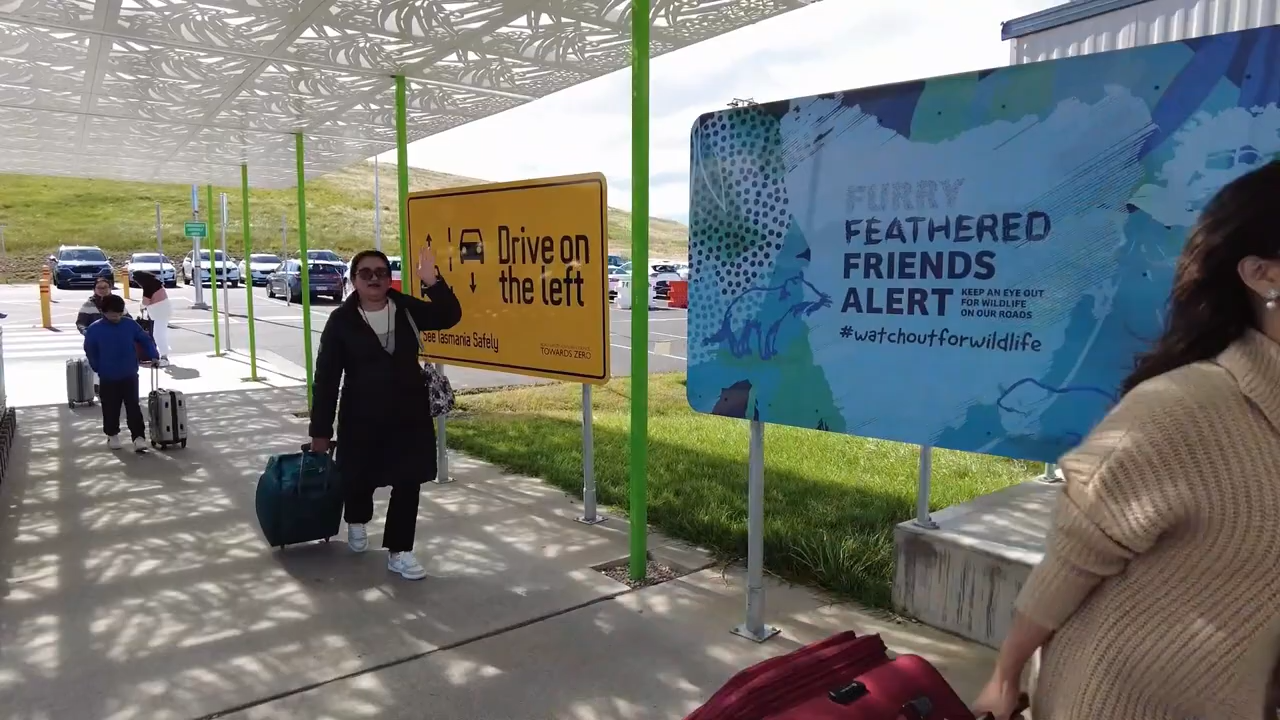 Drive on
the left
See Tasmania Safely
TOWARDS ZERO
FURRY
FEATHERED
FRIENDS
ALERT
KEEP AN EYE OUT
FOR WILDLIFE
ON OUR ROADS
#watchoutforwildlife